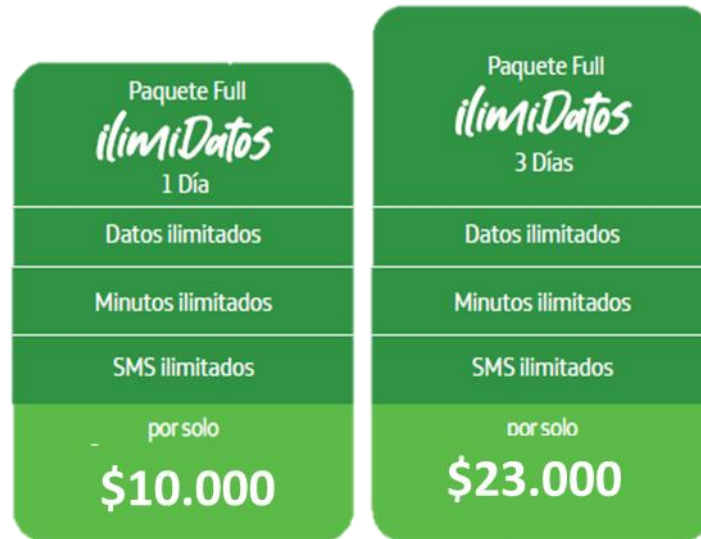 Paquete Full
ilimiDatos
1 Día
Datos ilimitados
Minutos ilimitados
SMS ilimitados
por solo
$10.000
Paquete Full
ilimiDatos
3 Días
Datos ilimitados
Minutos ilimitados
SMS ilimitados
por solo
$23.000